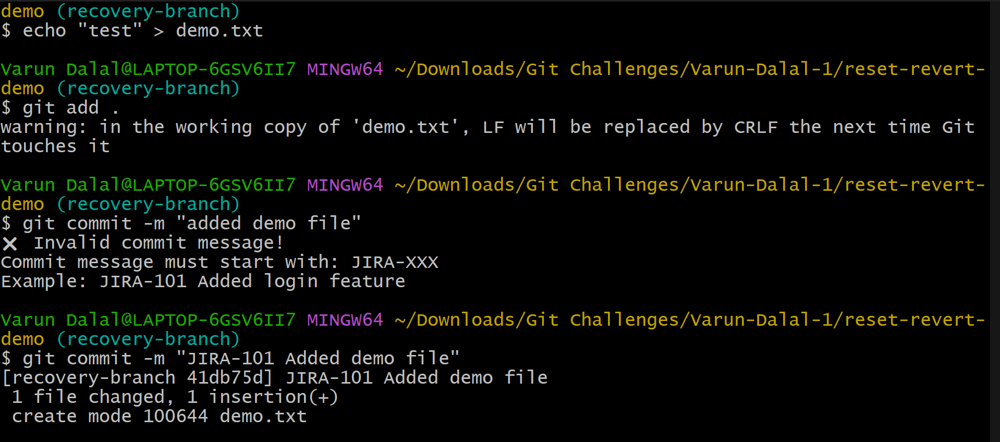 demo (recovery-branch)
$ echo "test" > demo.txt
Varun Dalal@LAPTOP-6GSV6II7 MINGW64 ~/Downloads/Git Challenges/Varun-Dalal-1/reset-revert-
demo (recovery-branch)
$ git add .
warning: in the working copy of 'demo.txt', LF will be replaced by CRLF the next time Git
touches it
Varun Dalal@LAPTOP-6GSV6II7 MINGW64 ~/Downloads/Git Challenges/Varun-Dalal-1/reset-revert-
demo (recovery-branch)
$ git commit -m "added demo file"
❌ Invalid commit message!
Commit message must start with: JIRA-XXX
Example: JIRA-101 Added login feature
Varun Dalal@LAPTOP-6GSV6II7 MINGW64 ~/Downloads/Git Challenges/Varun-Dalal-1/reset-revert-
demo (recovery-branch)
$ git commit -m "JIRA-101 Added demo file"
[recovery-branch 41db75d] JIRA-101 Added demo file
 1 file changed, 1 insertion(+)
 create mode 100644 demo.txt